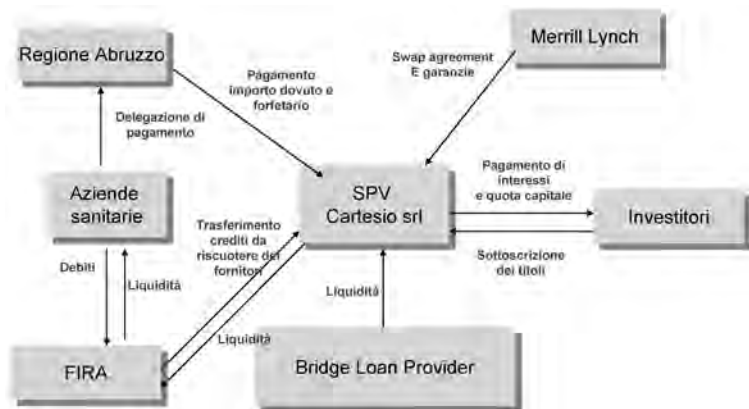 Regione Abruzzo
Merrill Lynch
Swap agreement
E garanzie
Pagamento
importo dovuto e
forfetario
Delegazione di
pagamento
Aziende
sanitarie
SPV
Cartesio srl
Pagamento di
interessi
e quota capitale
Investitori
Trasferimento
crediti da
riscuotere dei
fornitori
Sottoscrizione
dei titoli
Debiti
Liquidità
Liquidità
Liquidità
FIRA
Bridge Loan Provider